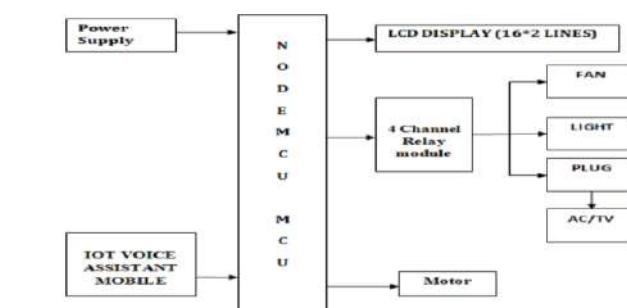 Power
Supply
N
O
D
E
M
C
U
M
C
U
LCD DISPLAY (16*2 LINES)
4 Channel
Relay
module
FAN
LIGHT
PLUG
AC/TV
IOT VOICE
ASSISTANT
MOBILE
Motor